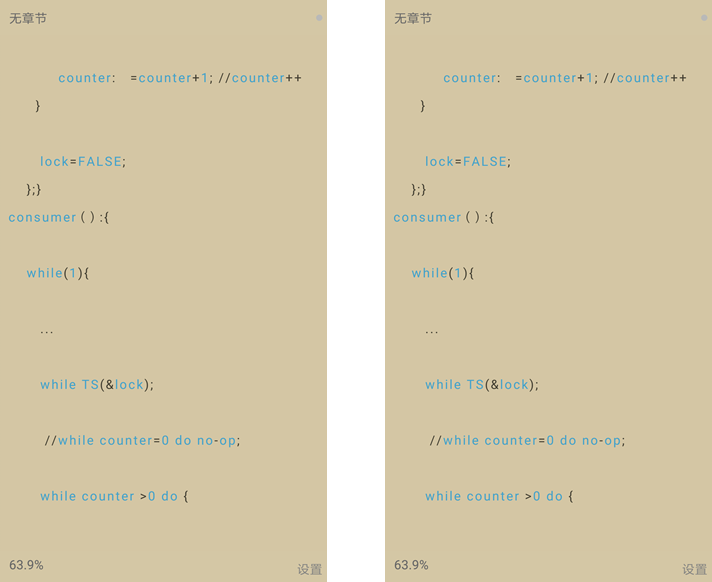 无章节
counter:   =counter+1; //counter++
}
lock=FALSE;
};}
consumer（）:{
while(1){
...
while TS(&lock);
//while counter=0 do no-op;
while counter >0 do {
63.9%
设置
无章节
counter:   =counter+1; //counter++
}
lock=FALSE;
};}
consumer（）:{
while(1){
...
while TS(&lock);
//while counter=0 do no-op;
while counter >0 do {
63.9%
设置